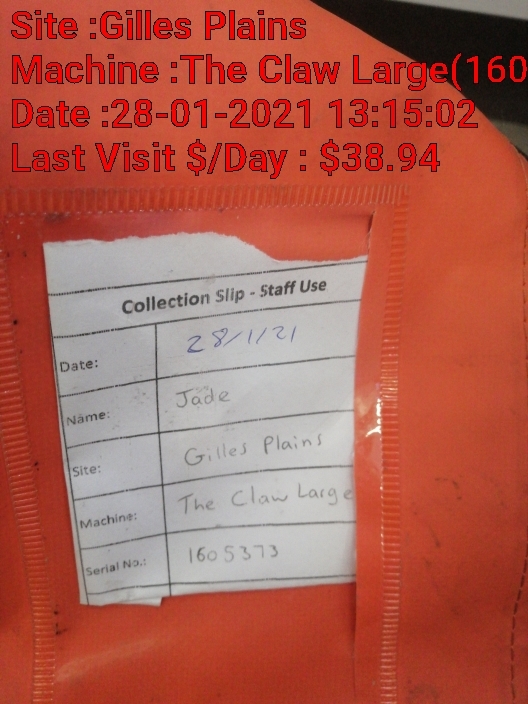 Site :Gilles Plains
Machine :The Claw Large(160
Date :28-01-2021 13:15:02
Last Visit $/Day : $38.94
Collection Slip - Staff Use
Date: 28/1/21
Name: Jade
Site: Gilles Plains
Machine: The Claw Large
Serial No.: 1605373